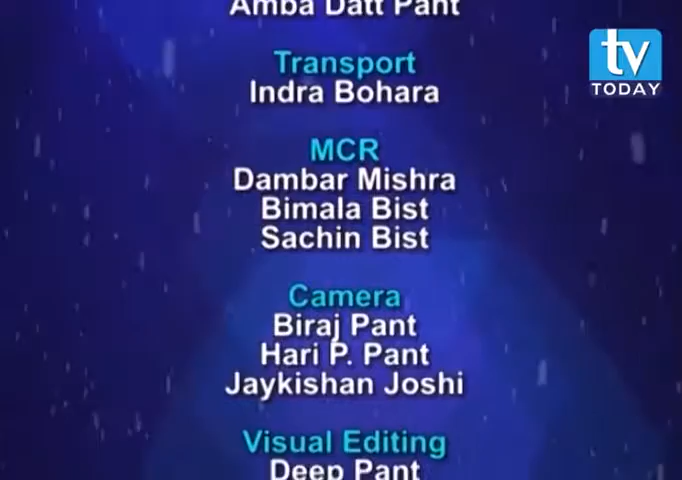 Amba Datt Pant
tv
TODAY
Transport
Indra Bohara
MCR
Dambar Mishra
Bimala Bist
Sachin Bist
Camera
Biraj Pant
Hari P. Pant
Jaykishan Joshi
Visual Editing
Deep Pant